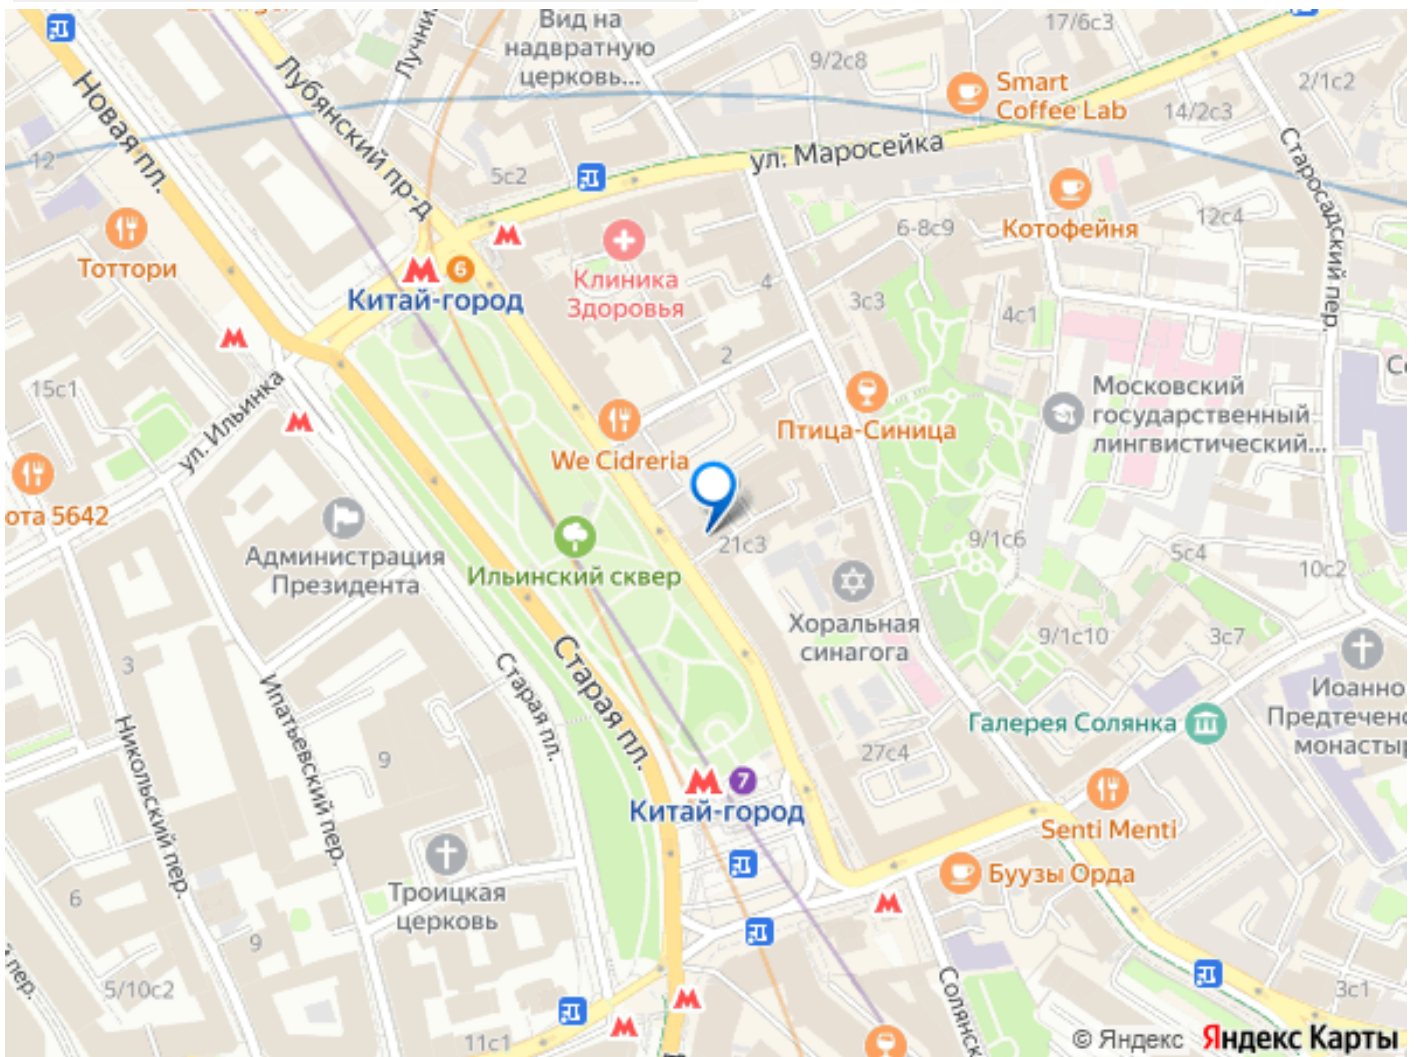 Вид на
надвратную
церковь...
17/6с3
9/2с8
Smart
Coffee Lab
2/1с2
14/2с3
Новая пл.
Лубянский пр-д
12
5с2
ул. Маросейка
Старосадский пер.
Тоттори
6
Китай-город
Клиника
Здоровья
4
6-8с9
Котофейня
12с4
3с3
4с1
2
15с1
ул. Ильинка
We Cidreria
Птица-Синица
Московский
государственный
лингвистический...
ота 5642
Администрация
Президента
Ильинский сквер
21с3
9/1с6
5с4
10с2
Хоральная
синагога
9/1с10
3с7
3
Ипатьевский пер.
Никольский пер.
Старая пл.
Старая пл.
9
Галерея Солянка
Иоанно
Предтеченс
монастыр
27с4
7
Китай-город
Senti Menti
Буузы Орда
Троицкая
церковь
6
9
5/10с2
11с1
Солянск
3с1
© Яндекс Яндекс Карты